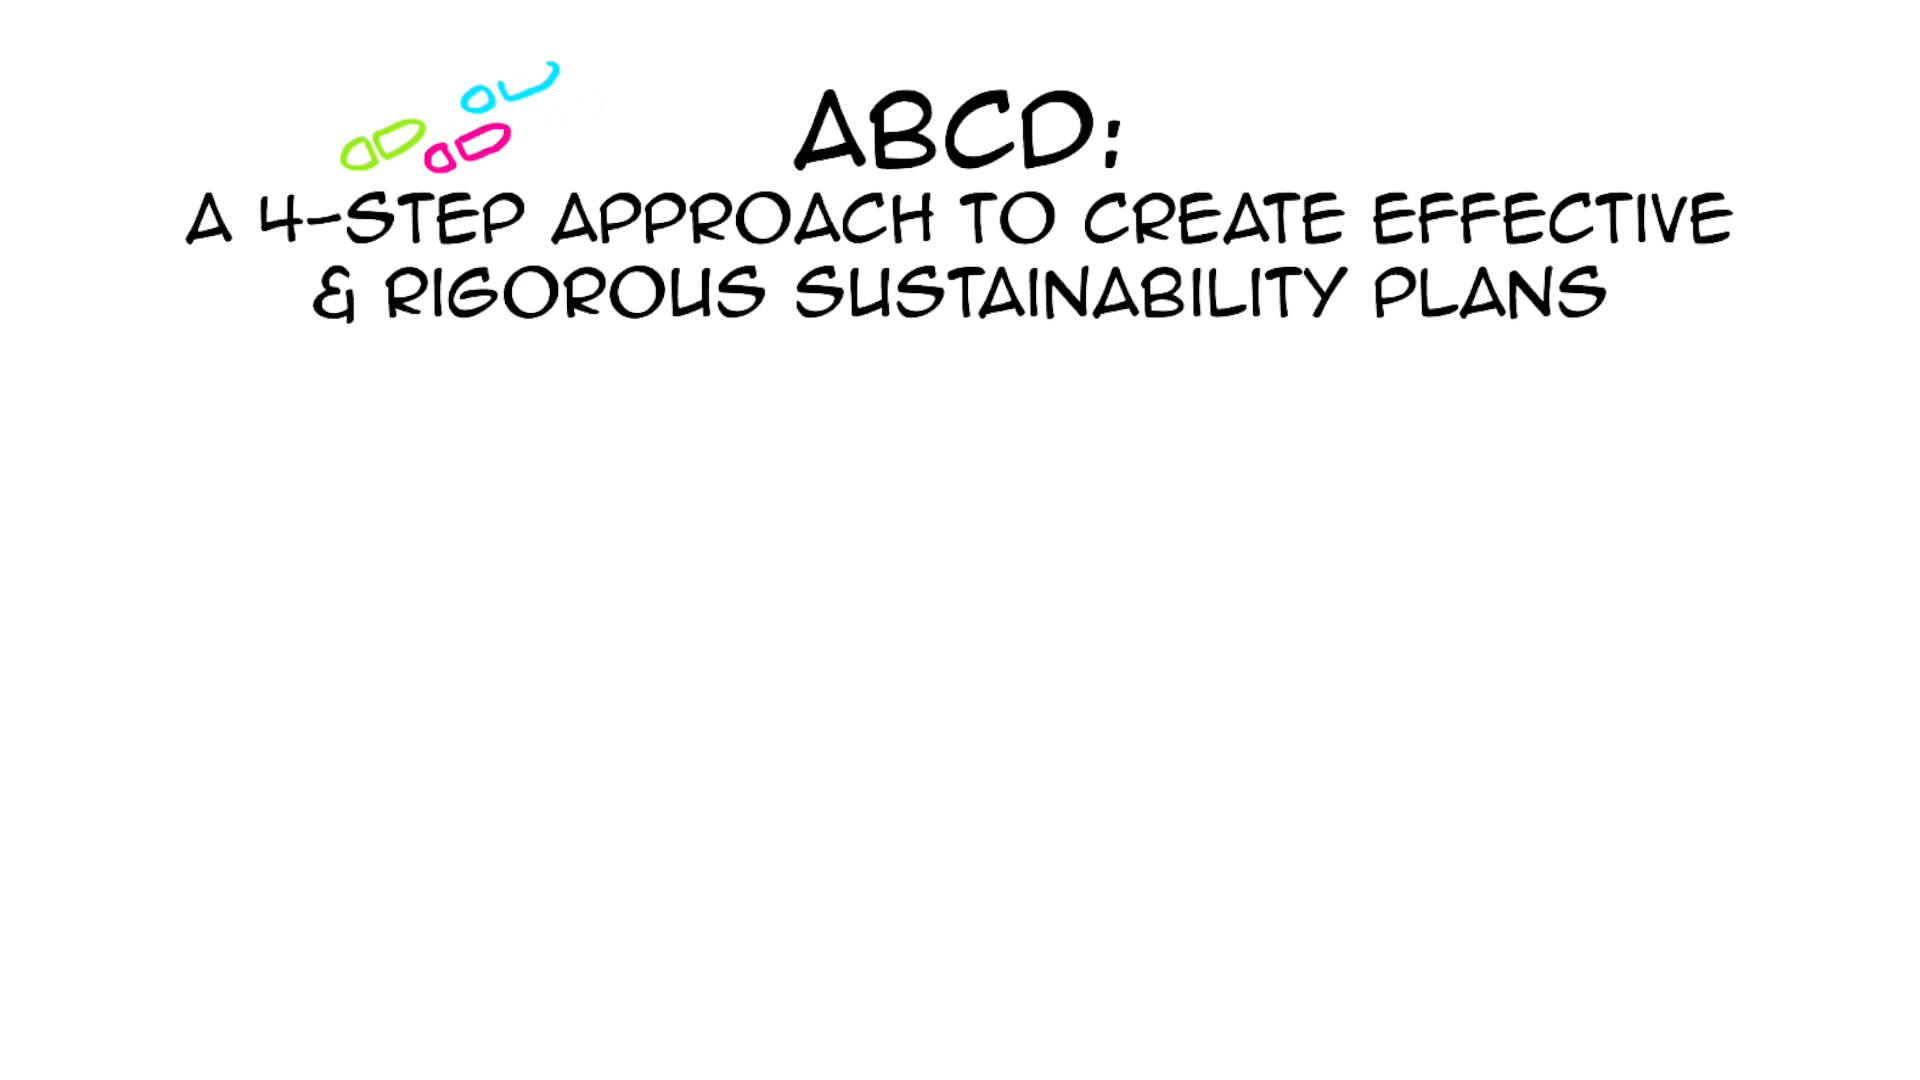 ABCD:
A 4-STEP APPROACH TO CREATE EFFECTIVE
& RIGOROUS SUSTAINABILITY PLANS